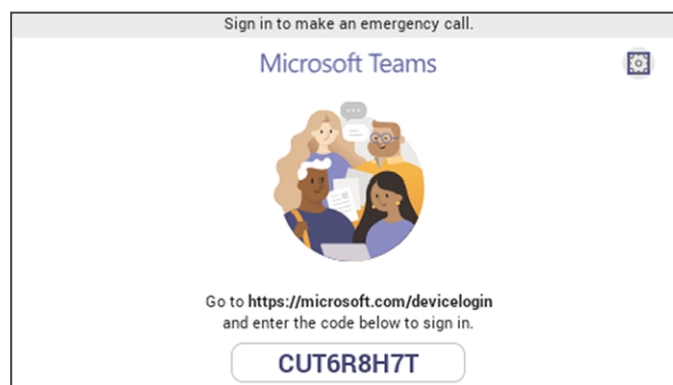 Sign in to make an emergency call.
Microsoft Teams
Go to https://microsoft.com/devicelogin
and enter the code below to sign in.
CUT6R8H7T